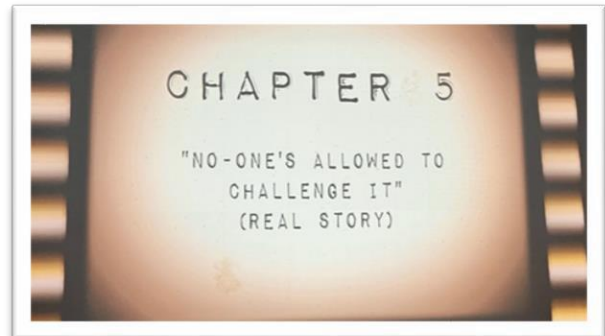 CHAPTER 5
"NO-ONE'S ALLOWED TO
CHALLENGE IT"
(REAL STORY)